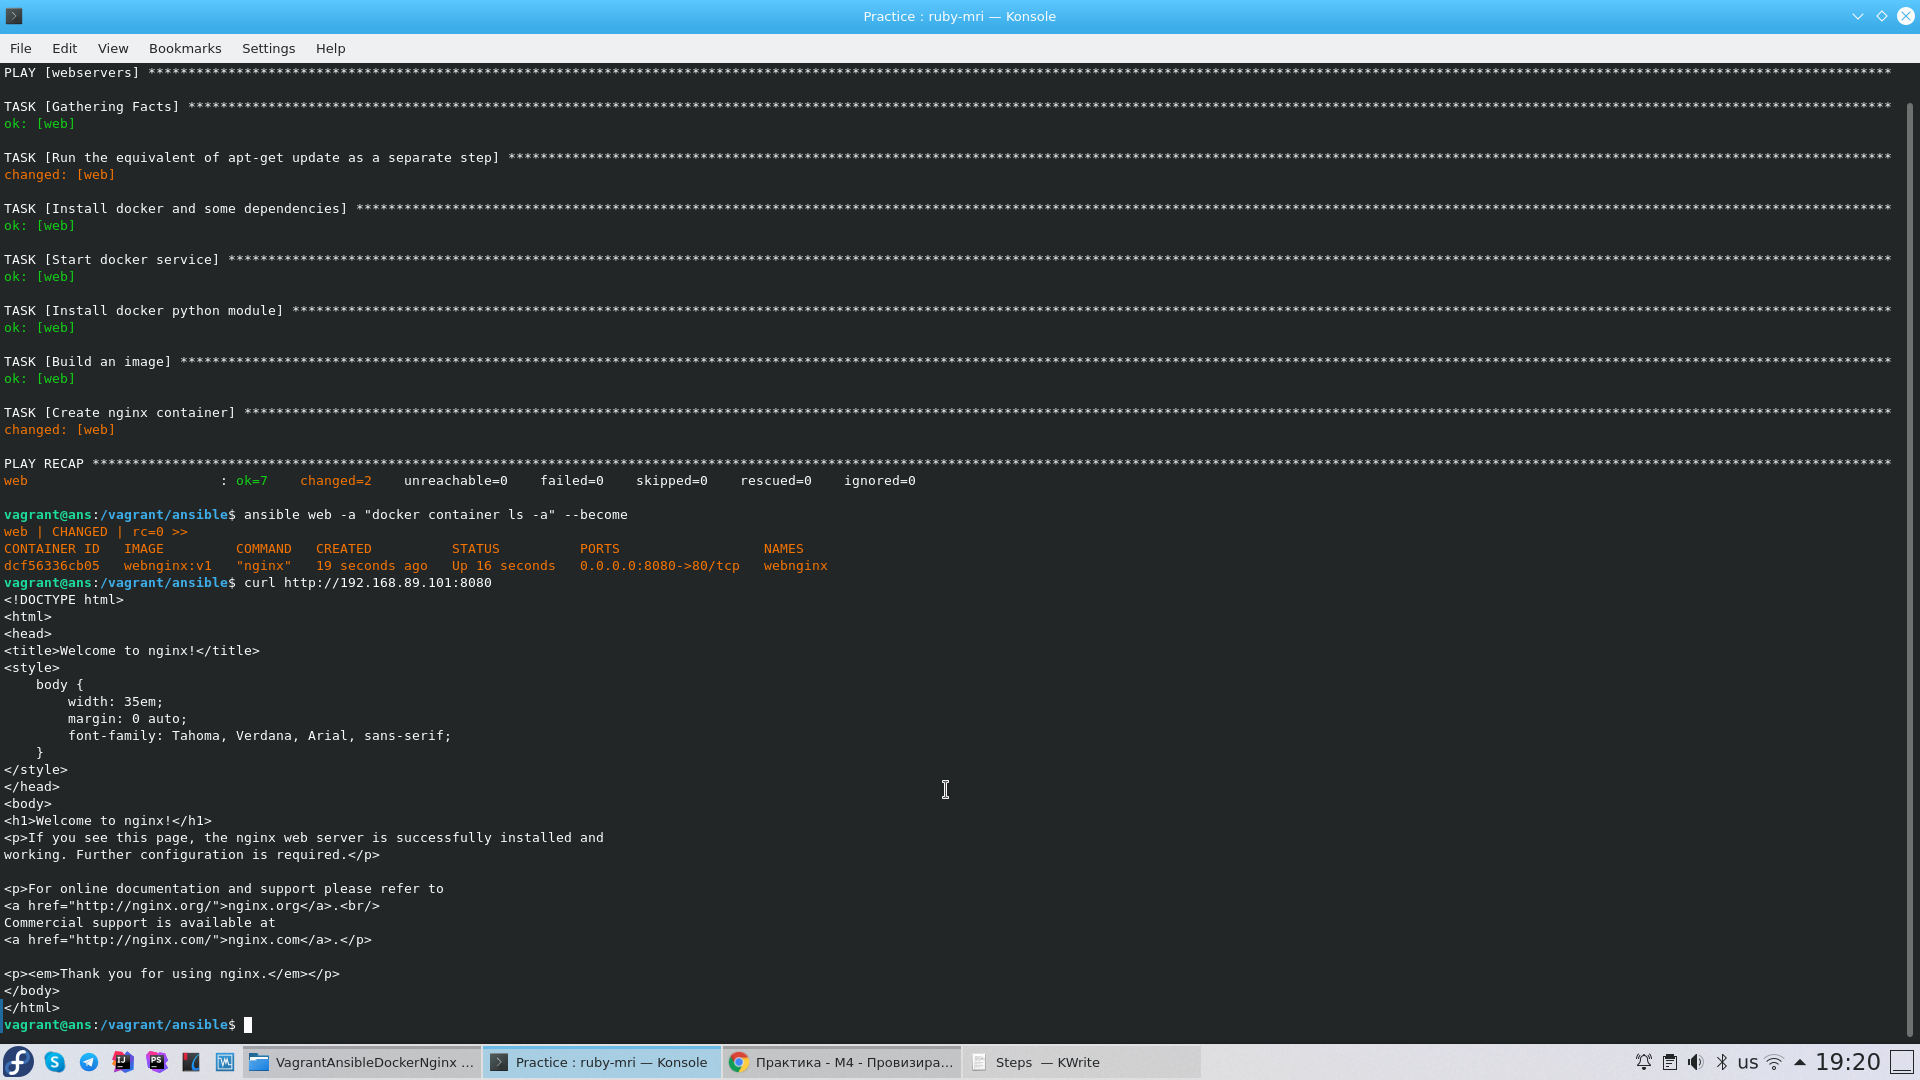 Practice : ruby-mri — Konsole
File Edit View Bookmarks Settings Help
PLAY [webservers] ***************************************************************************************************************************************************************************************************************************
TASK [Gathering Facts] **********************************************************************************************************************************************************************************************************************
ok: [web]
TASK [Run the equivalent of apt-get update as a separate step] ******************************************************************************************************************************************************************************
changed: [web]
TASK [Install docker and some dependencies] *************************************************************************************************************************************************************************************************
ok: [web]
TASK [Start docker service] *****************************************************************************************************************************************************************************************************************
ok: [web]
TASK [Install docker python module] *********************************************************************************************************************************************************************************************************
ok: [web]
TASK [Build an image] ***********************************************************************************************************************************************************************************************************************
ok: [web]
TASK [Create nginx container] ***************************************************************************************************************************************************************************************************************
changed: [web]
PLAY RECAP **********************************************************************************************************************************************************************************************************************************
web : ok=7 changed=2 unreachable=0 failed=0 skipped=0 rescued=0 ignored=0
vagrant@ans:/vagrant/ansible$ ansible web -a "docker container ls -a" --become
web | CHANGED | rc=0 >>
CONTAINER ID IMAGE COMMAND CREATED STATUS PORTS NAMES
dcf56336cb05 webnginx:v1 "nginx" 19 seconds ago Up 16 seconds 0.0.0.0:8080->80/tcp webnginx
vagrant@ans:/vagrant/ansible$ curl http://192.168.89.101:8080
<!DOCTYPE html>
<html>
<head>
<title>Welcome to nginx!</title>
<style>
    body {
        width: 35em;
        margin: 0 auto;
        font-family: Tahoma, Verdana, Arial, sans-serif;
    }
</style>
</head>
<body>
<h1>Welcome to nginx!</h1>
<p>If you see this page, the nginx web server is successfully installed and
working. Further configuration is required.</p>
<p>For online documentation and support please refer to
<a href="http://nginx.org/">nginx.org</a>.<br/>
Commercial support is available at
<a href="http://nginx.com/">nginx.com</a>.</p>
<p><em>Thank you for using nginx.</em></p>
</body>
</html>
vagrant@ans:/vagrant/ansible$
VagrantAnsibleDockerNginx ... Practice : ruby-mri — Konsole Практика - M4 - Провизира... Steps — KWrite us 19:20